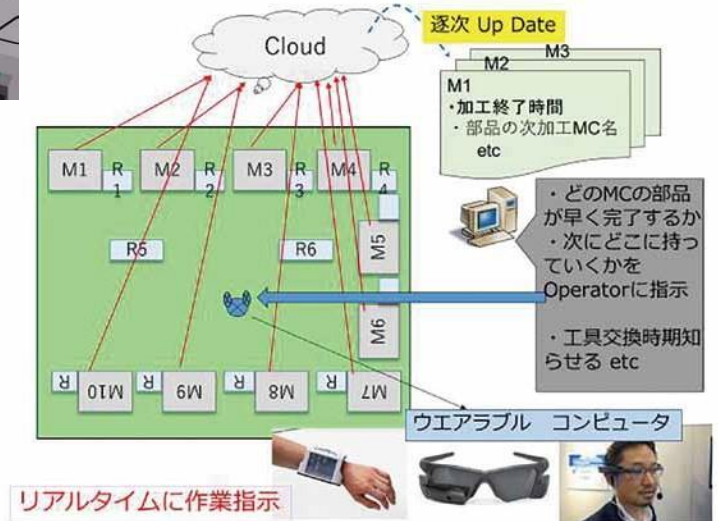 Cloud
逐次 Up Date
M3
M2
M1
・加工終了時間
・部品の次加工MC名
etc
M1
R
1
M2
R
2
M3
R
3
M4
R
4
R5
R6
M5
M6
・どのMCの部品
が早く完了するか
・次にどこに持っ
ていくかを
Operatorに指示
・工具交換時期知
らせる etc
R
M10
R
M9
R
M8
R
M7
ウエアラブル コンピュータ
リアルタイムに作業指示